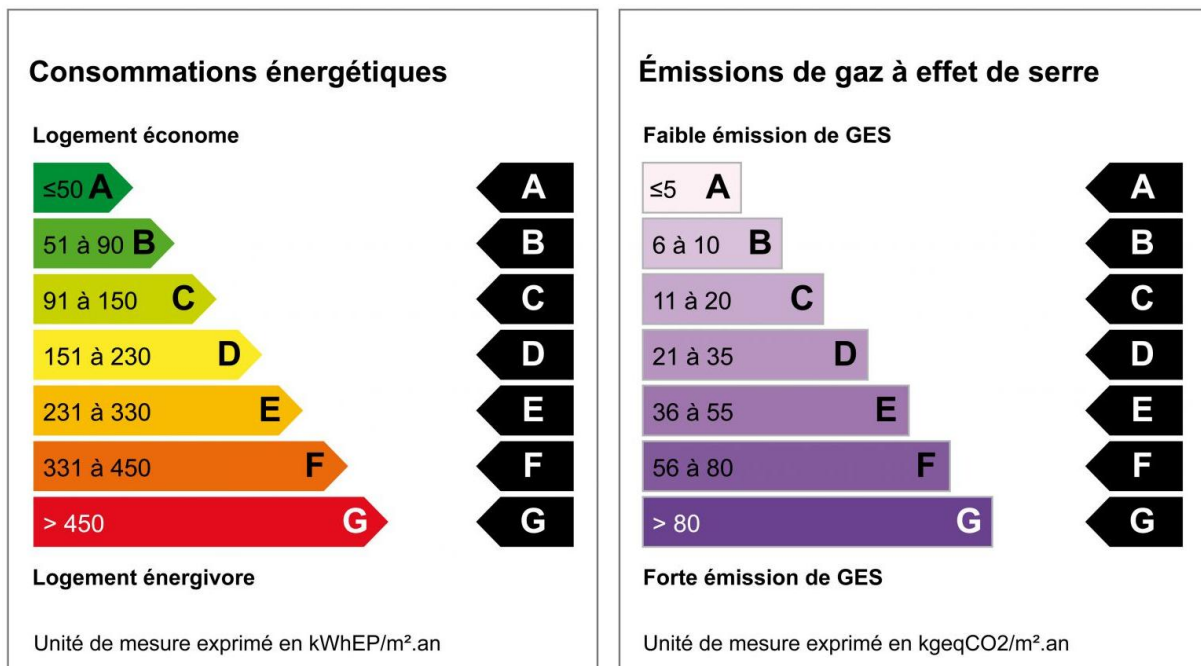 Consommations énergétiques
Logement économe
≤50 A A
51 à 90 B B
91 à 150 C C
151 à 230 D D
231 à 330 E E
331 à 450 F F
> 450 G G
Logement énergivore
Unité de mesure exprimé en kWhEP/m².an
Émissions de gaz à effet de serre
Faible émission de GES
≤5 A A
6 à 10 B B
11 à 20 C C
21 à 35 D D
36 à 55 E E
56 à 80 F F
> 80 G G
Forte émission de GES
Unité de mesure exprimé en kgeqCO2/m².an